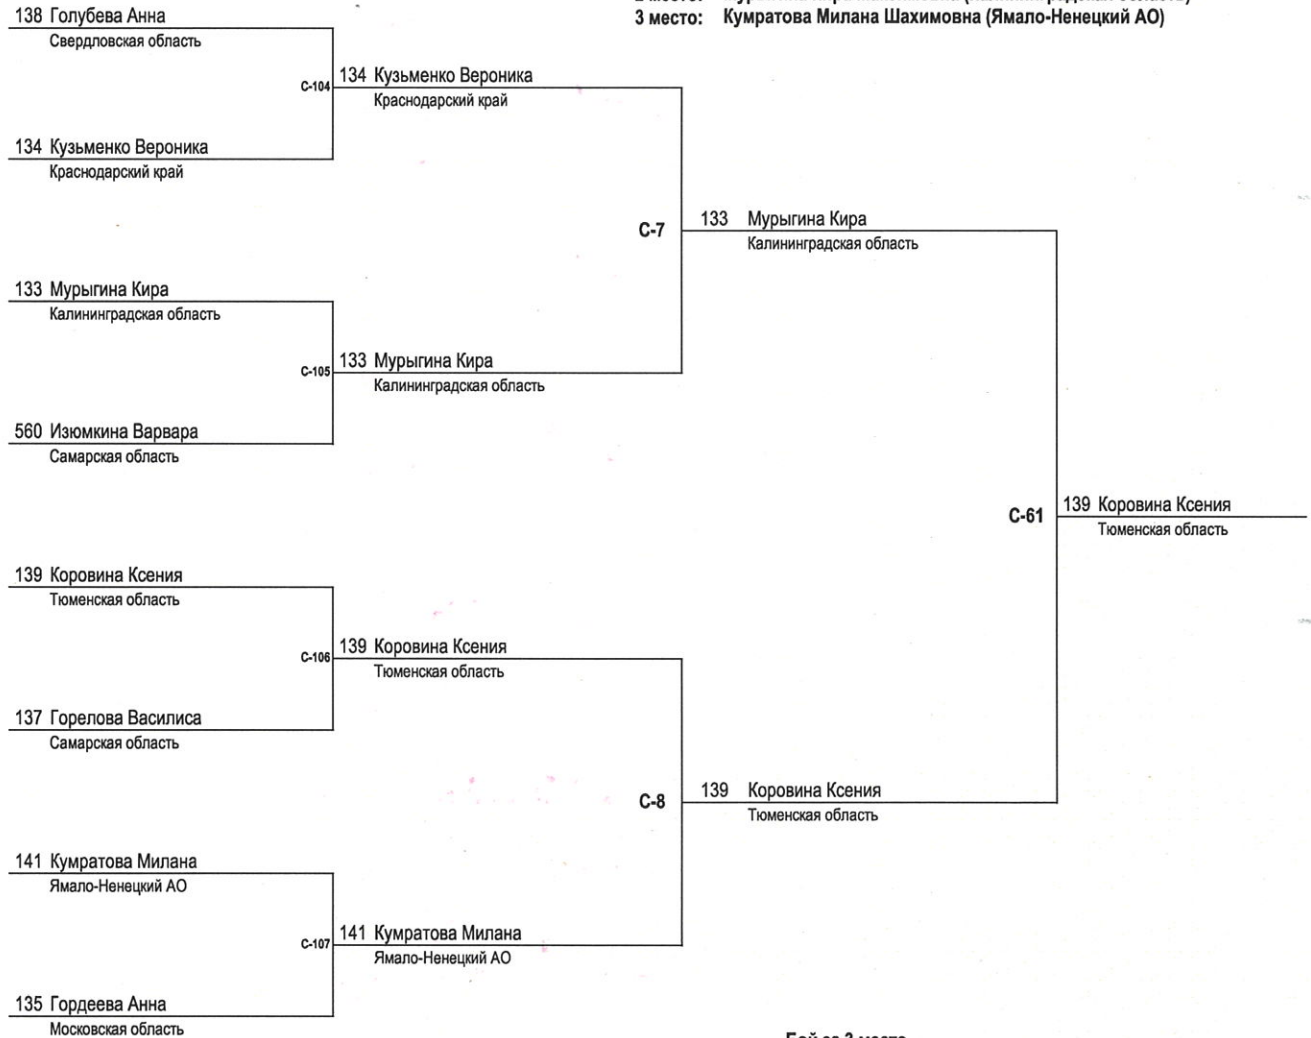 3 место: Кумратова Милана Шахимовна (Ямало-Ненецкий АО)
138 Голубева Анна
Свердловская область
С-104
134 Кузьменко Вероника
Краснодарский край
134 Кузьменко Вероника
Краснодарский край
С-7
133 Мурыгина Кира
Калининградская область
133 Мурыгина Кира
Калининградская область
С-105
133 Мурыгина Кира
Калининградская область
560 Изюмкина Варвара
Самарская область
С-61
139 Коровина Ксения
Тюменская область
139 Коровина Ксения
Тюменская область
С-106
139 Коровина Ксения
Тюменская область
137 Горелова Василиса
Самарская область
С-8
139 Коровина Ксения
Тюменская область
141 Кумратова Милана
Ямало-Ненецкий АО
С-107
141 Кумратова Милана
Ямало-Ненецкий АО
135 Гордеева Анна
Московская область